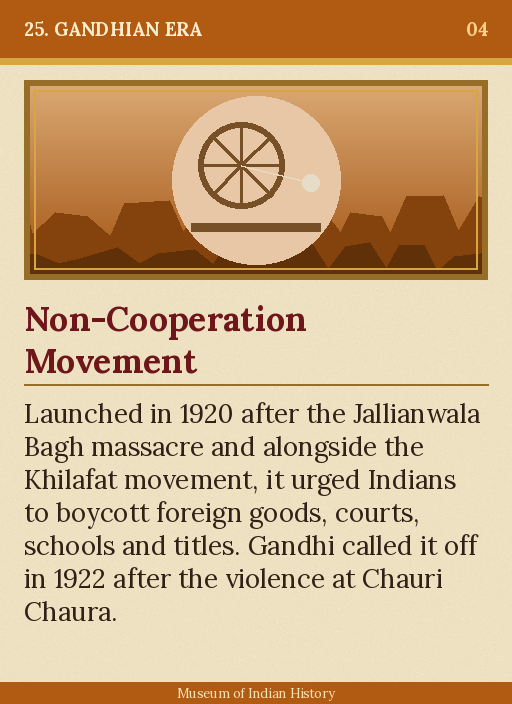 25. GANDHIAN ERA
04
Non-Cooperation
Movement
Launched in 1920 after the Jallianwala
Bagh massacre and alongside the
Khilafat movement, it urged Indians
to boycott foreign goods, courts,
schools and titles. Gandhi called it off
in 1922 after the violence at Chauri
Chaura.
Museum of Indian History